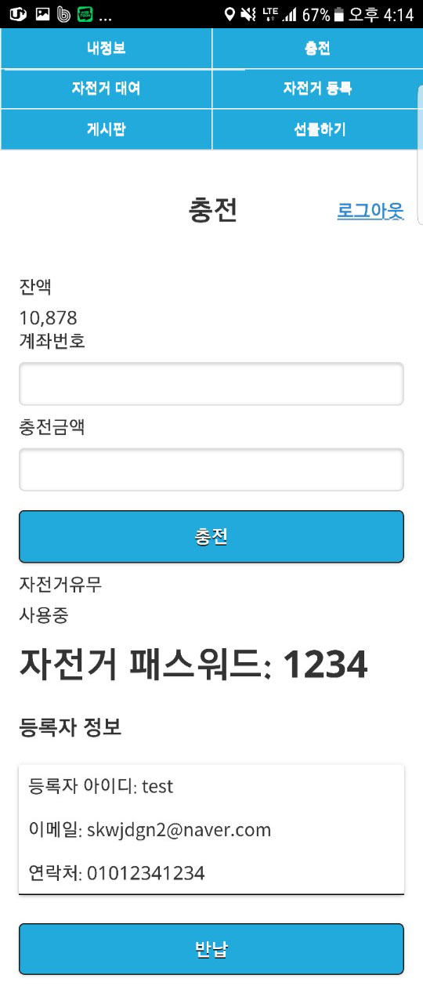 ... LTE 67% 오후 4:14
내정보 충전
자전거 대여 자전거 등록
게시판 선물하기
충전 로그아웃
잔액
10,878
계좌번호
충전금액
충전
자전거유무
사용중
자전거 패스워드: 1234
등록자 정보
등록자 아이디: test
이메일: skwjdgn2@naver.com
연락처: 01012341234
반납